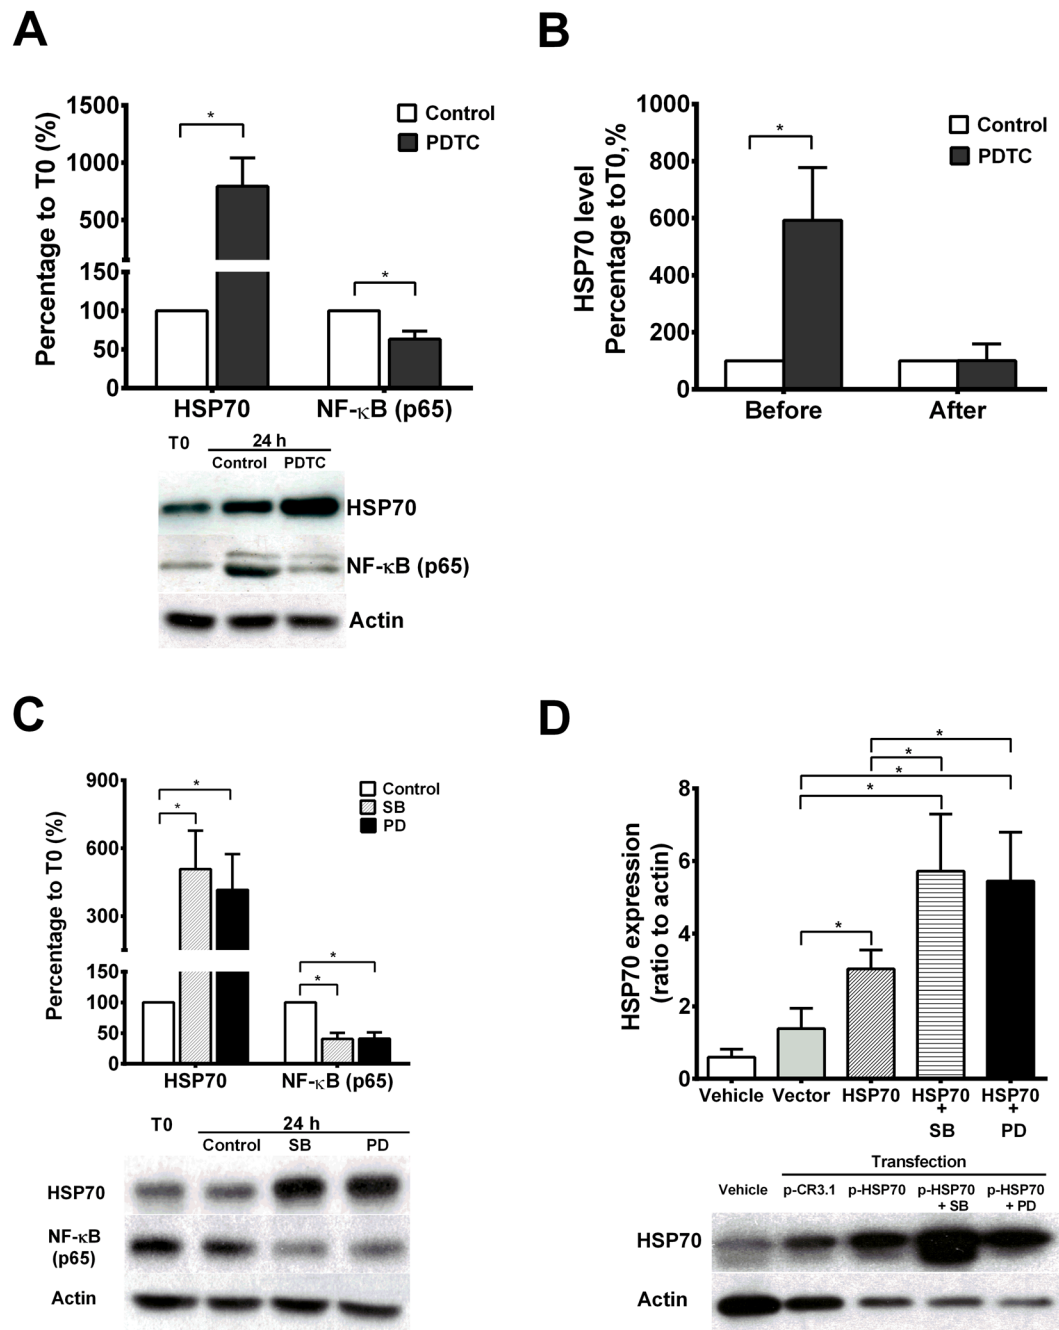 A
Percentage to T0 (%)
1500
1000
500
150
100
50
0
*
*
Control
PDTC
HSP70
NF-κB (p65)
T0
24 h
Control
PDTC
HSP70
NF-κB (p65)
Actin
B
HSP70 level
Percentage toT0,%
1000
800
600
400
200
0
*
Control
PDTC
Before
After
C
Percentage to T0 (%)
900
600
300
150
100
50
0
*
*
*
*
Control
SB
PD
HSP70
NF-κB (p65)
T0
24 h
Control
SB
PD
HSP70
NF-κB
(p65)
Actin
D
HSP70 expression
(ratio to actin)
8
6
4
2
0
*
*
*
*
*
Vehicle
Vector
HSP70
HSP70
+
SB
HSP70
+
PD
Transfection
Vehicle
p-CR3.1
p-HSP70
p-HSP70
+ SB
p-HSP70
+ PD
HSP70
Actin